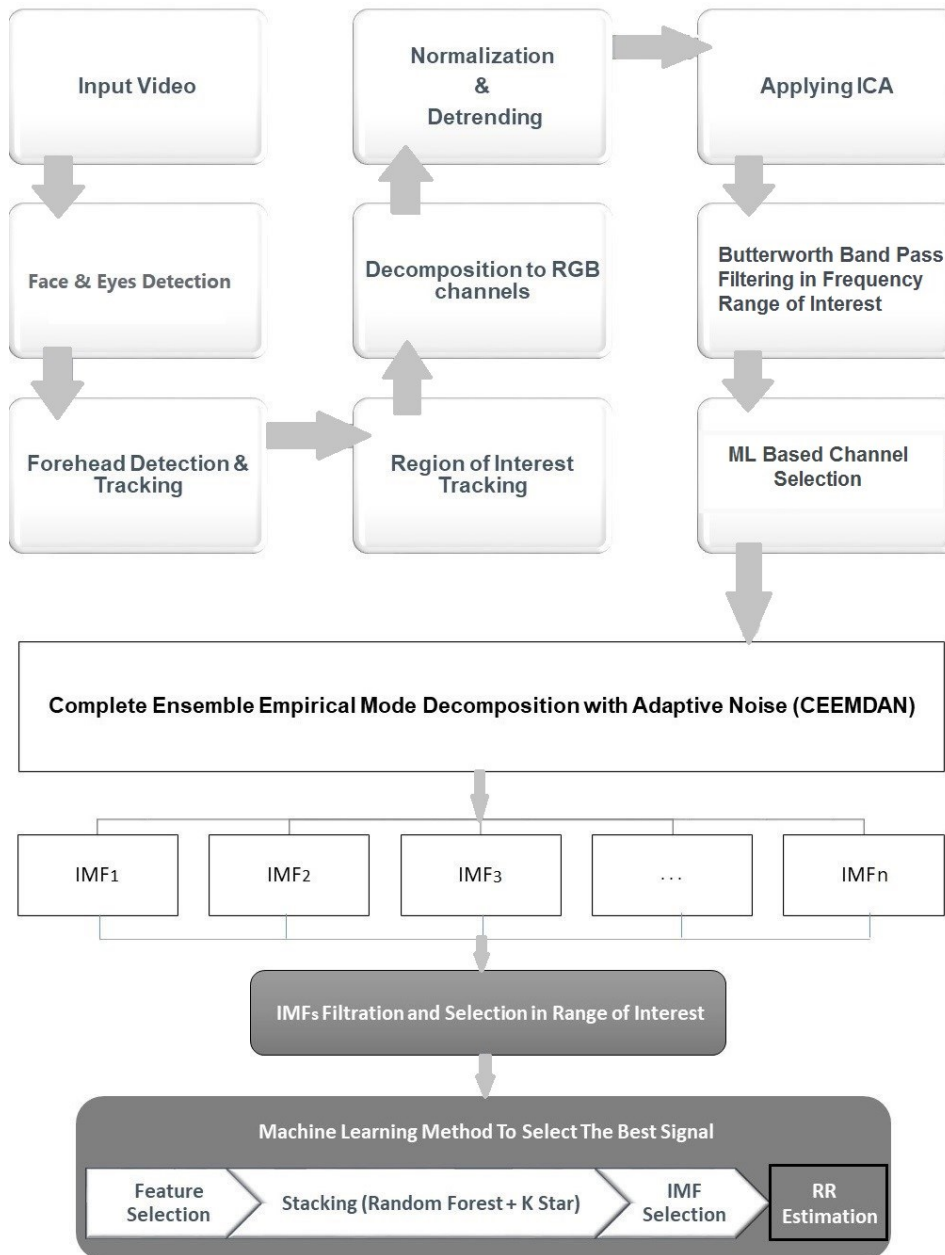 Input Video
Face & Eyes Detection
Forehead Detection &
Tracking
Region of Interest
Tracking
Decomposition to RGB
channels
Normalization
&
Detrending
Applying ICA
Butterworth Band Pass
Filtering in Frequency
Range of Interest
ML Based Channel
Selection
Complete Ensemble Empirical Mode Decomposition with Adaptive Noise (CEEMDAN)
IMF1
IMF2
IMF3
...
IMFn
IMFs Filtration and Selection in Range of Interest
Machine Learning Method To Select The Best Signal
Feature
Selection
Stacking (Random Forest + K Star)
IMF
Selection
RR
Estimation